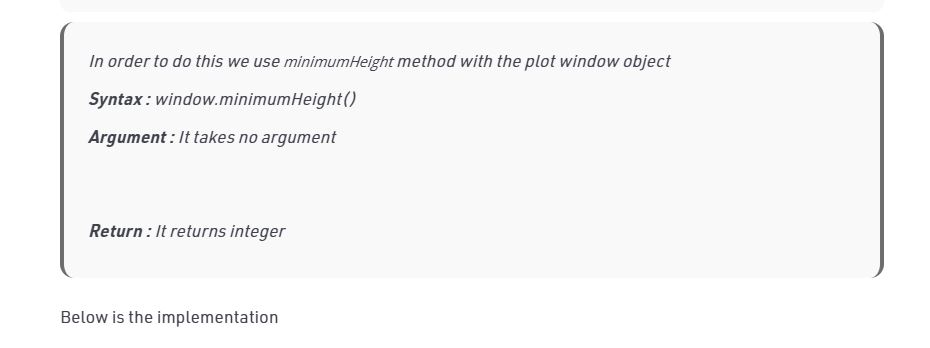 In order to do this we use minimumHeight method with the plot window object
Syntax : window.minimumHeight()
Argument : It takes no argument
Return : It returns integer
Below is the implementation